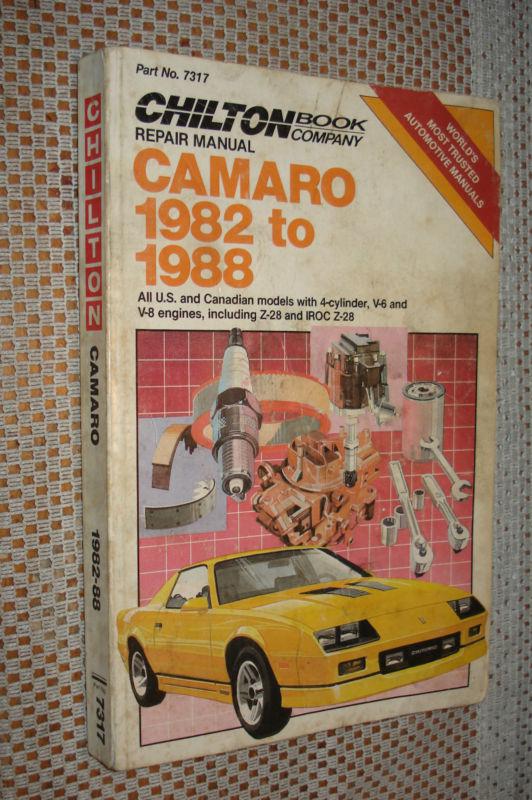 Part No. 7317
CHILTON BOOK
COMPANY
REPAIR MANUAL
WORLD'S
MOST TRUSTED
AUTOMOTIVE MANUALS
CAMARO
1982 to
1988
All U.S. and Canadian models with 4-cylinder, V-6 and
V-8 engines, including Z-28 and IROC Z-28
CAMARO
CHILTON
CAMARO
1982-88
7317